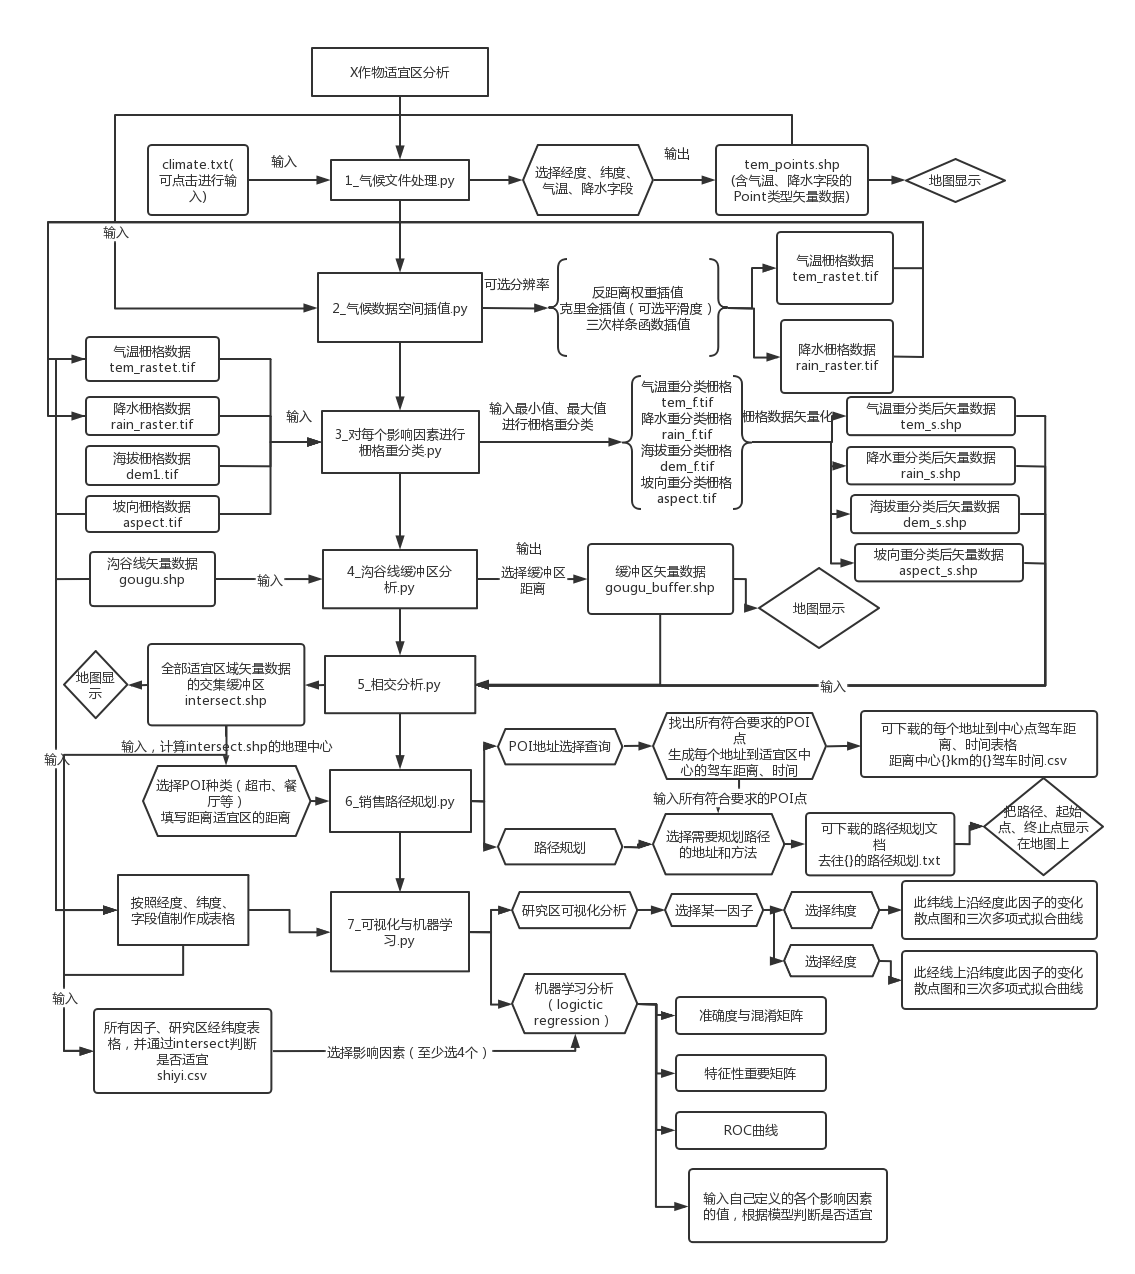 X作物适宜区分析
climate.txt(
可点击进行输
入)
输入
1_气候文件处理.py
选择经度、纬度、
气温、降水字段
输出
tem_points.shp
(含气温、降水字段的
Point类型矢量数据)
地图显示
输入
2_气候数据空间插值.py
可选分辨率
反距离权重插值
克里金插值（可选平滑度）
三次样条函数插值
气温栅格数据
tem_rastet.tif
降水栅格数据
rain_raster.tif
气温栅格数据
tem_rastet.tif
降水栅格数据
rain_raster.tif
海拔栅格数据
dem1.tif
坡向栅格数据
aspect.tif
输入
3_对每个影响因素进行
栅格重分类.py
输入最小值、最大值
进行栅格重分类
气温重分类栅格
tem_f.tif
降水重分类栅格
rain_f.tif
海拔重分类栅格
dem_f.tif
坡向重分类栅格
aspect.tif
栅格数据矢量化
气温重分类后矢量数据
tem_s.shp
降水重分类后矢量数据
rain_s.shp
海拔重分类后矢量数据
dem_s.shp
坡向重分类后矢量数据
aspect_s.shp
沟谷线矢量数据
gougu.shp
输入
4_沟谷线缓冲区分
析.py
输出
选择缓冲区
距离
缓冲区矢量数据
gougu_buffer.shp
地图显示
地图显
示
全部适宜区域矢量数据
的交集缓冲区
intersect.shp
5_相交分析.py
输入
输入，计算intersect.shp的地理中心
输入
选择POI种类（超市、餐
厅等）
填写距离适宜区的距离
6_销售路径规划.py
POI地址选择查询
找出所有符合要求的POI
点
生成每个地址到适宜区中
心的驾车距离、时间
可下载的每个地址到中心点驾车距
离、时间表格
距离中心{}km的{}驾车时间.csv
输入所有符合要求的POI点
路径规划
选择需要规划路径
的地址和方法
可下载的路径规划文
档
去往{}的路径规划.txt
把路径、起始
点、终止点显示
在地图上
按照经度、纬度、
字段值制作成表格
7_可视化与机器学
习.py
研究区可视化分析
选择某一因子
选择纬度
此纬线上沿经度此因子的变化
散点图和三次多项式拟合曲线
选择经度
此经线上沿纬度此因子的变化
散点图和三次多项式拟合曲线
输入
所有因子、研究区经纬度表
格，并通过intersect判断
是否适宜
shiyi.csv
选择影响因素（至少选4个）
机器学习分析
（logictic
regression）
准确度与混淆矩阵
特征性重要矩阵
ROC曲线
输入自己定义的各个影响因素
的值，根据模型判断是否适宜